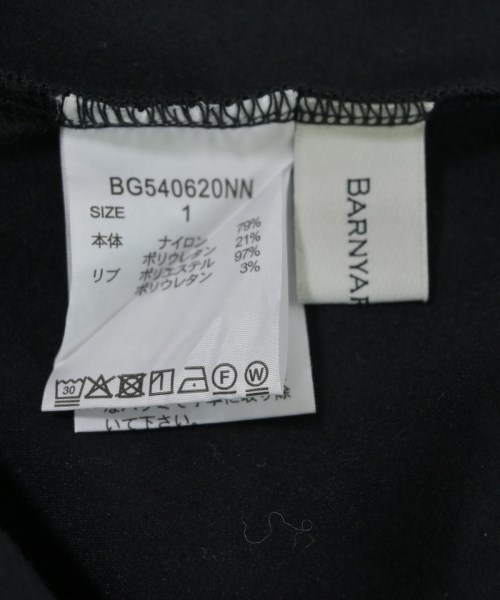 BG540620NN
SIZE 1
本体 ナイロン 79%
ポリウレタン 21%
リブ ポリエステル 97%
ポリウレタン 3%
30 F W
いて下さい。
BARNYAR